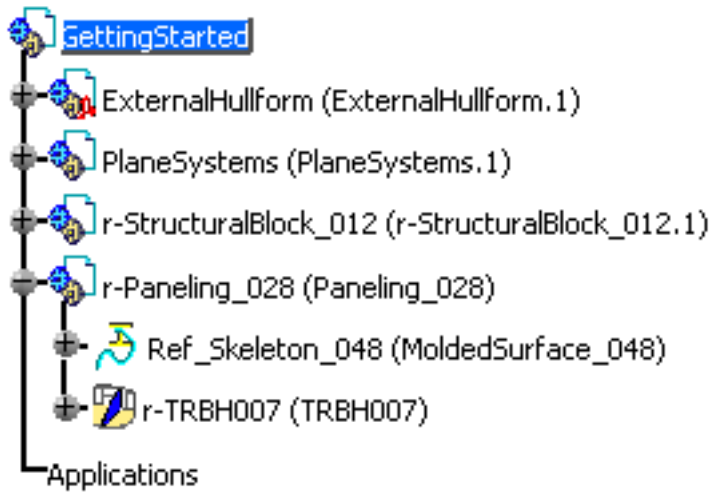 GettingStarted
ExternalHullform (ExternalHullform.1)
PlaneSystems (PlaneSystems.1)
r-StructuralBlock_012 (r-StructuralBlock_012.1)
r-Paneling_028 (Paneling_028)
Ref_Skeleton_048 (MoldedSurface_048)
r-TRBH007 (TRBH007)
Applications